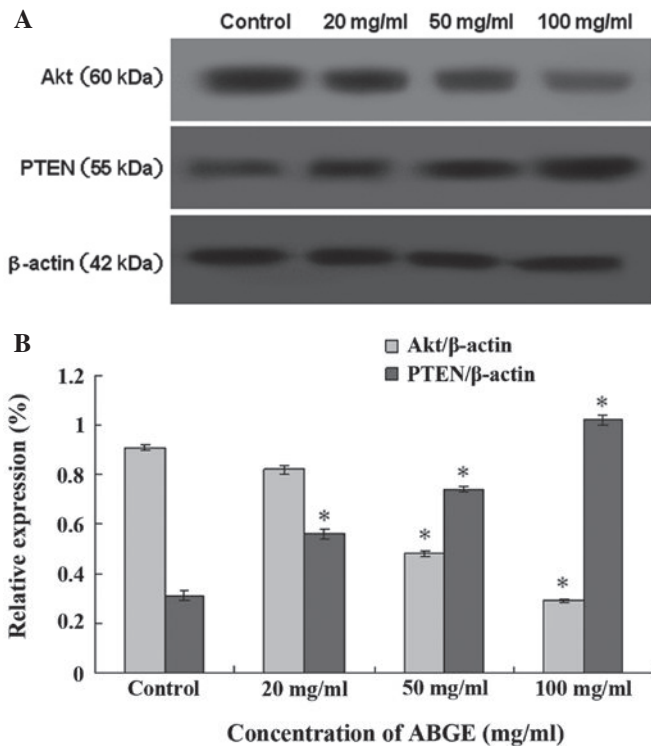 A
Control 20 mg/ml 50 mg/ml 100 mg/ml
Akt (60 kDa)
PTEN (55 kDa)
β-actin (42 kDa)
B
Akt/β-actin
PTEN/β-actin
Relative expression (%)
1.2
1
0.8
0.6
0.4
0.2
0
* * * * *
Control 20 mg/ml 50 mg/ml 100 mg/ml
Concentration of ABGE (mg/ml)